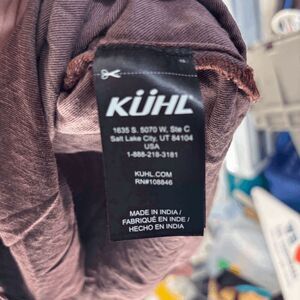 KÜHL
1635 S. 5070 W, Ste C
Salt Lake City, UT 84104
USA
1-888-218-3181
KUHL.COM
RN#108846
MADE IN INDIA /
FABRIQUÉ EN INDE /
HECHO EN INDIA